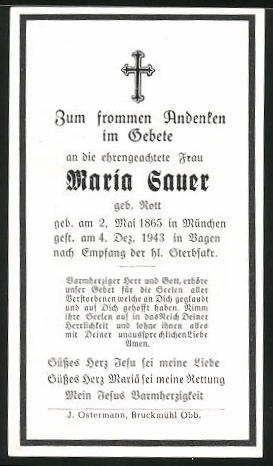 Zum frommen Andenken
im Gebete
an die ehrengeachtete Frau
Maria Sauer
geb. Rott
geb. am 2. Mai 1865 in München
gest. am 4. Dez. 1943 in Vagen
nach Empfang der hl. Sterbsakr.
Barmherziger Herr und Gott, erhöre
unser Gebet für die Seelen aller
Verstorbenen welche an Dich geglaubt
und auf Dich gehofft haben. Nimm
ihre Seelen auf in das Reich Deiner
Herrlichkeit und lohne ihnen alles
mit Deiner unaussprechlichen Liebe
Amen.
Süßes Herz Jesu sei meine Liebe
Süßes Herz Mariä sei meine Rettung
Mein Jesus Barmherzigkeit
J. Ostermann, Bruckmühl Obb.